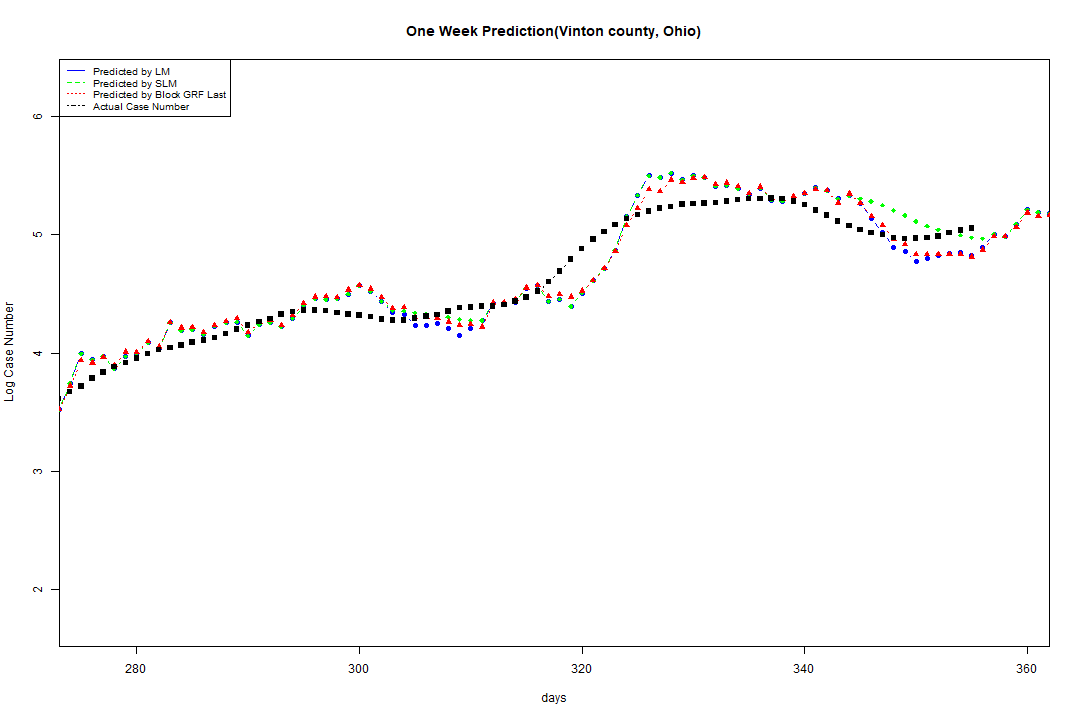 One Week Prediction(Vinton county, Ohio)
Predicted by LM
Predicted by SLM
Predicted by Block GRF Last
Actual Case Number
6
5
4
3
2
Log Case Number
280 300 320 340 360
days